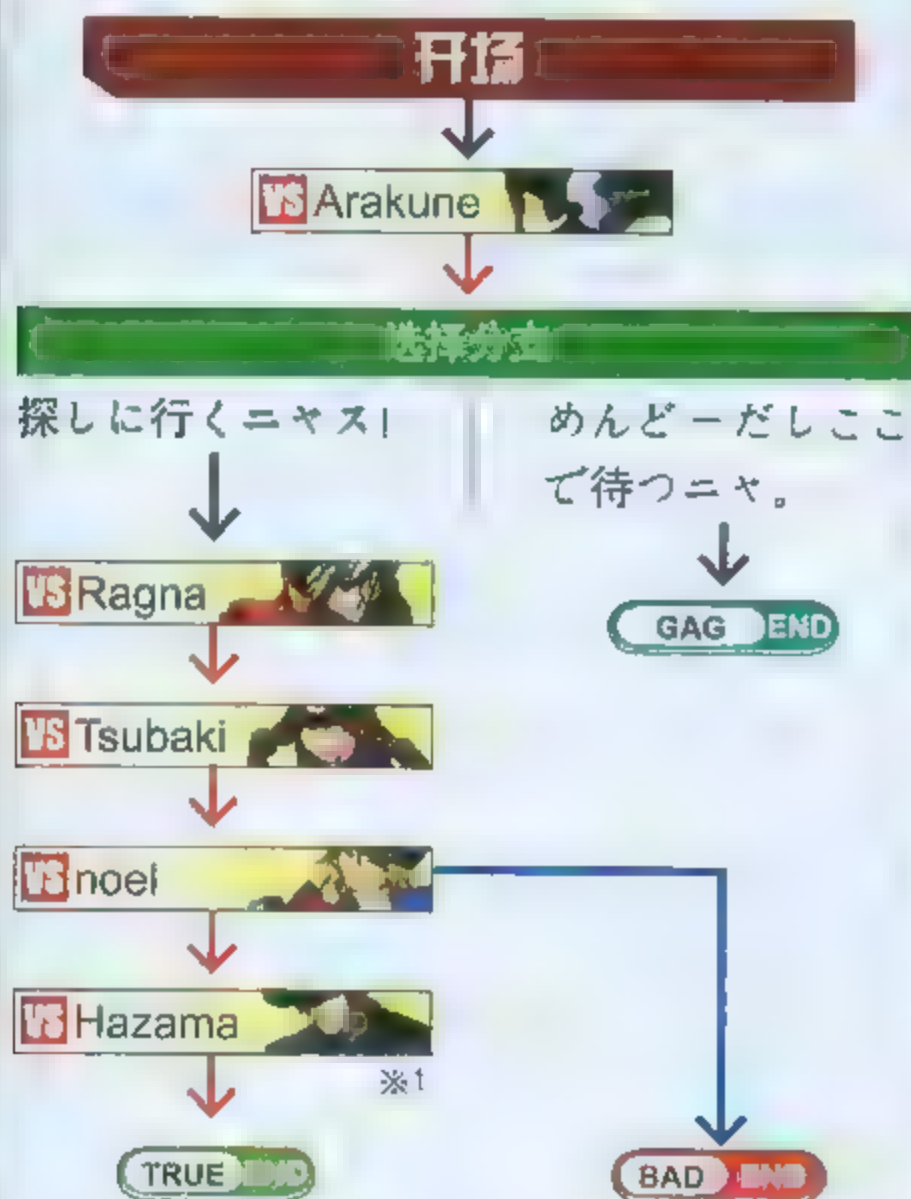 开场
VS Arakune
选择分支
探しに行くニャス!
めんどーだしここ
で待つニャ。
VS Ragna
GAG END
VS Tsubaki
VS noel
VS Hazama
※1
TRUE END
BAD END